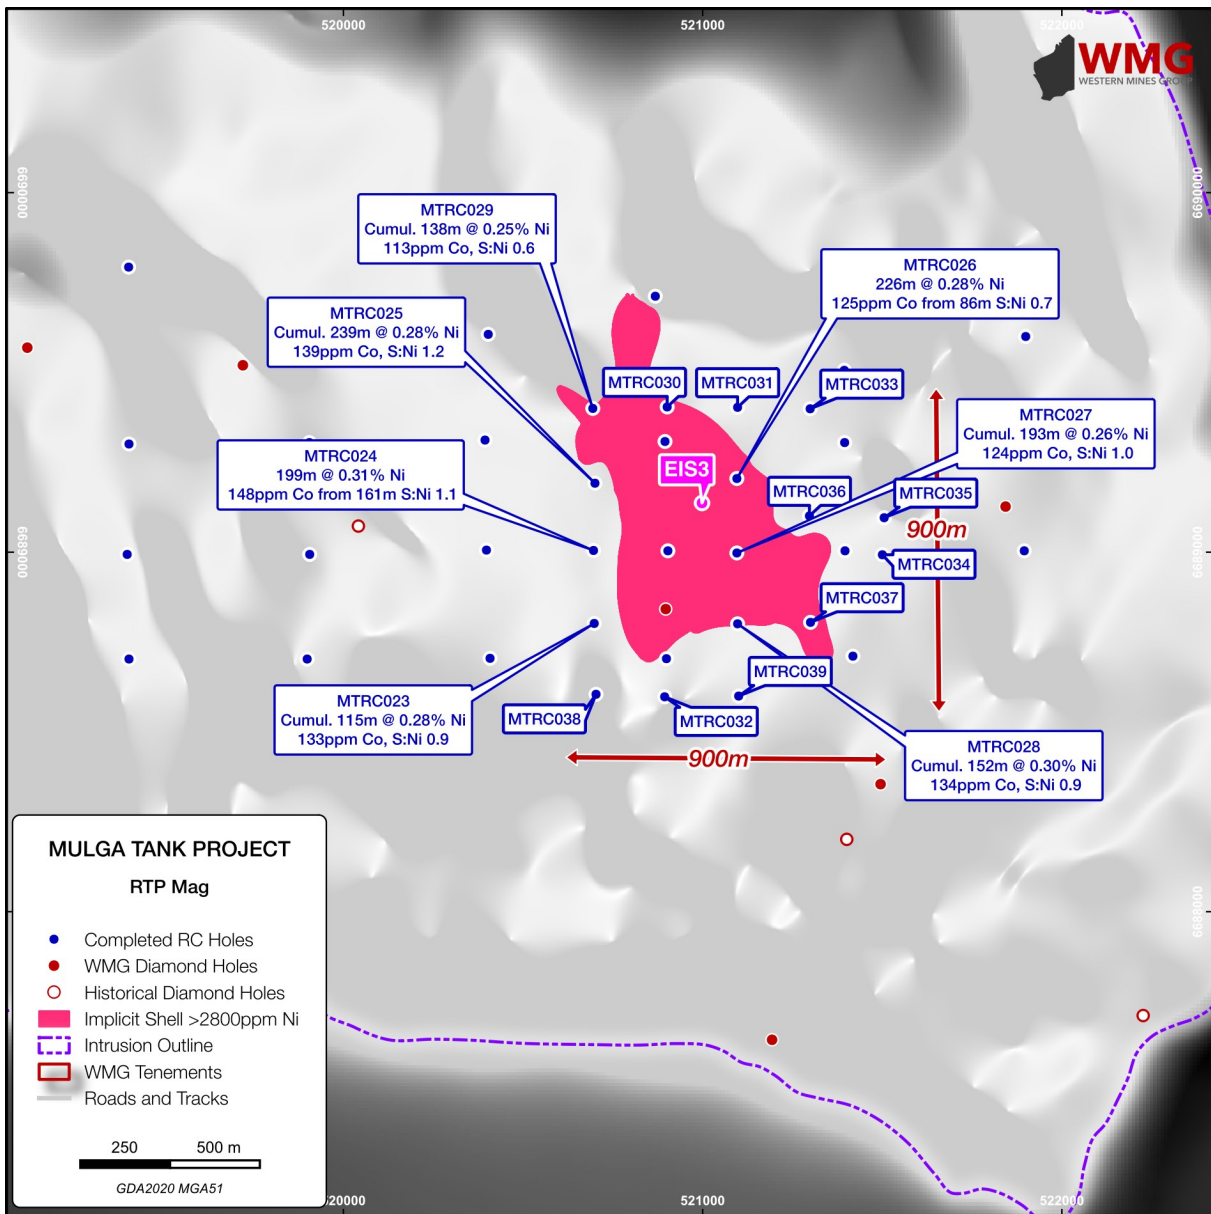 520000
521000
522000
WMG
WESTERN MINES GROUP
6690000
6690000
MTRC029
Cumul. 138m @ 0.25% Ni
113ppm Co, S:Ni 0.6
MTRC026
226m @ 0.28% Ni
125ppm Co from 86m S:Ni 0.7
MTRC025
Cumul. 239m @ 0.28% Ni
139ppm Co, S:Ni 1.2
MTRC030
MTRC031
MTRC033
MTRC027
Cumul. 193m @ 0.26% Ni
124ppm Co, S:Ni 1.0
MTRC024
199m @ 0.31% Ni
148ppm Co from 161m S:Ni 1.1
EIS3
MTRC036
MTRC035
900m
6689000
6689000
MTRC034
MTRC037
MTRC039
MTRC023
Cumul. 115m @ 0.28% Ni
133ppm Co, S:Ni 0.9
MTRC038
MTRC032
900m
MTRC028
Cumul. 152m @ 0.30% Ni
134ppm Co, S:Ni 0.9
6688000
MULGA TANK PROJECT
RTP Mag
Completed RC Holes
WMG Diamond Holes
Historical Diamond Holes
Implicit Shell >2800ppm Ni
Intrusion Outline
WMG Tenements
Roads and Tracks
250 500 m
GDA2020 MGA51
520000
521000
522000